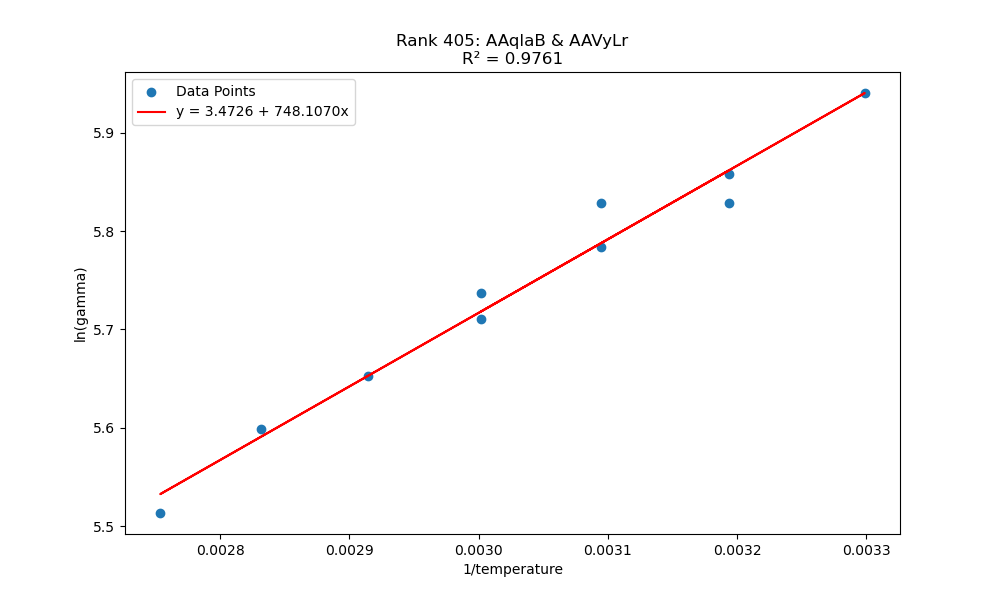 Rank 405: AAqlaB & AAVyLr
R² = 0.9761
Data Points
y = 3.4726 + 748.1070x
ln(gamma)
5.9
5.8
5.7
5.6
5.5
0.0028 0.0029 0.0030 0.0031 0.0032 0.0033
1/temperature